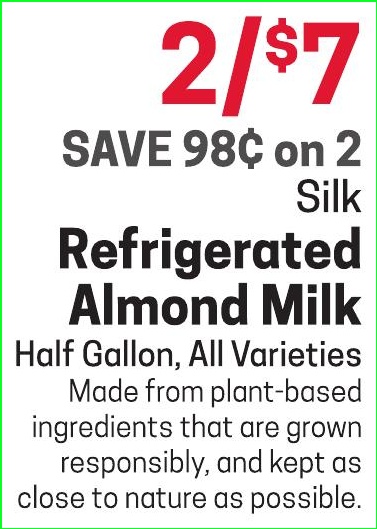 2/$7
SAVE 98¢ on 2
Silk
Refrigerated
Almond Milk
Half Gallon, All Varieties
Made from plant-based
ingredients that are grown
responsibly, and kept as
close to nature as possible.